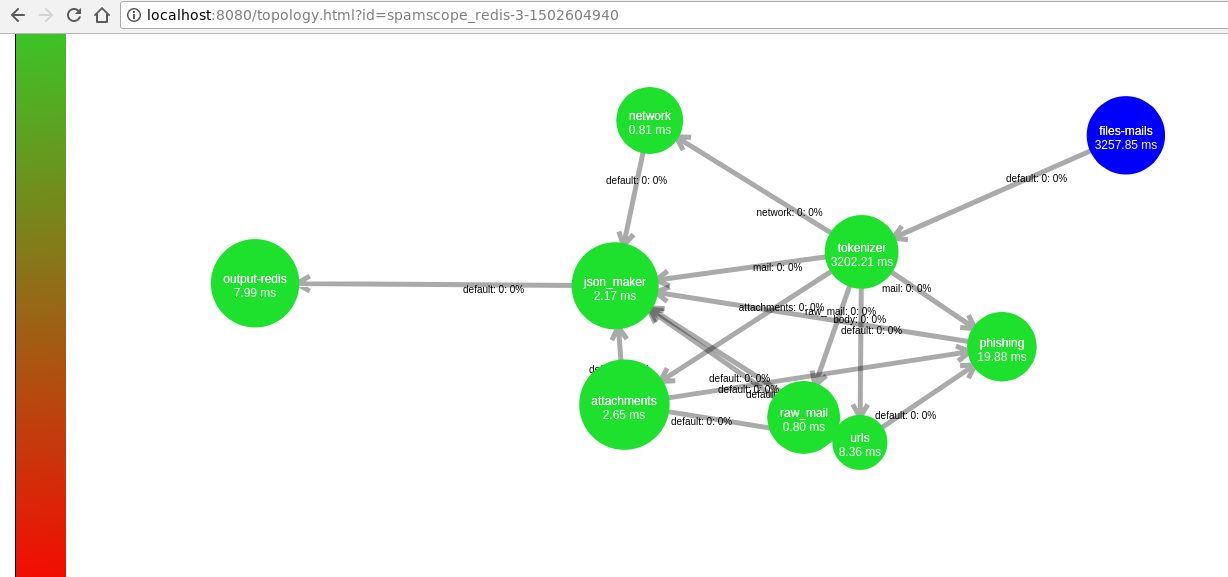 localhost:8080/topology.html?id=spamscope_redis-3-1502604940
network
0.81 ms
files-mails
3257.85 ms
default: 0: 0%
default: 0: 0%
network: 0: 0%
tokenizer
3202.21 ms
mail: 0: 0%
output-redis
7.99 ms
default: 0: 0%
json_maker
2.17 ms
mail: 0: 0%
attachments: 0: 0%
raw_mail: 0: 0%
body: 0: 0%
default: 0: 0%
phishing
19.88 ms
attachments
2.65 ms
default: 0: 0%
default: 0: 0%
default: 0: 0%
raw_mail
0.80 ms
default: 0: 0%
urls
8.36 ms